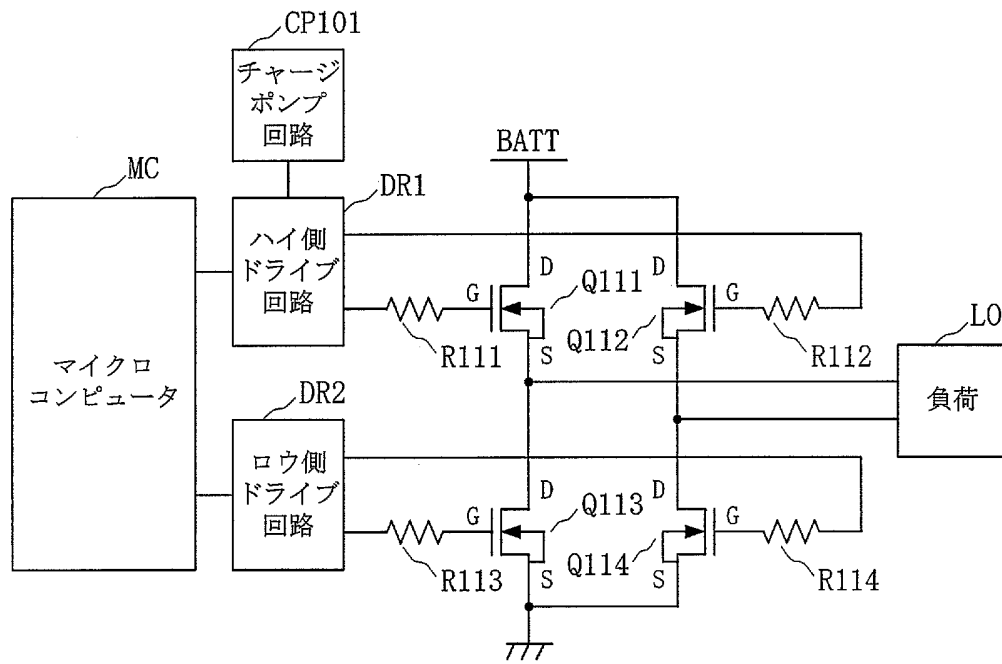 CP101
チャージ
ポンプ
回路
BATT
MC
DR1
ハイ側
ドライブ
回路
D
D
G
Q111
G
Q112
LO
S
S
R111
R112
マイクロ
コンピュータ
負荷
DR2
ロウ側
ドライブ
回路
D
D
G
Q113
G
Q114
S
S
R113
R114